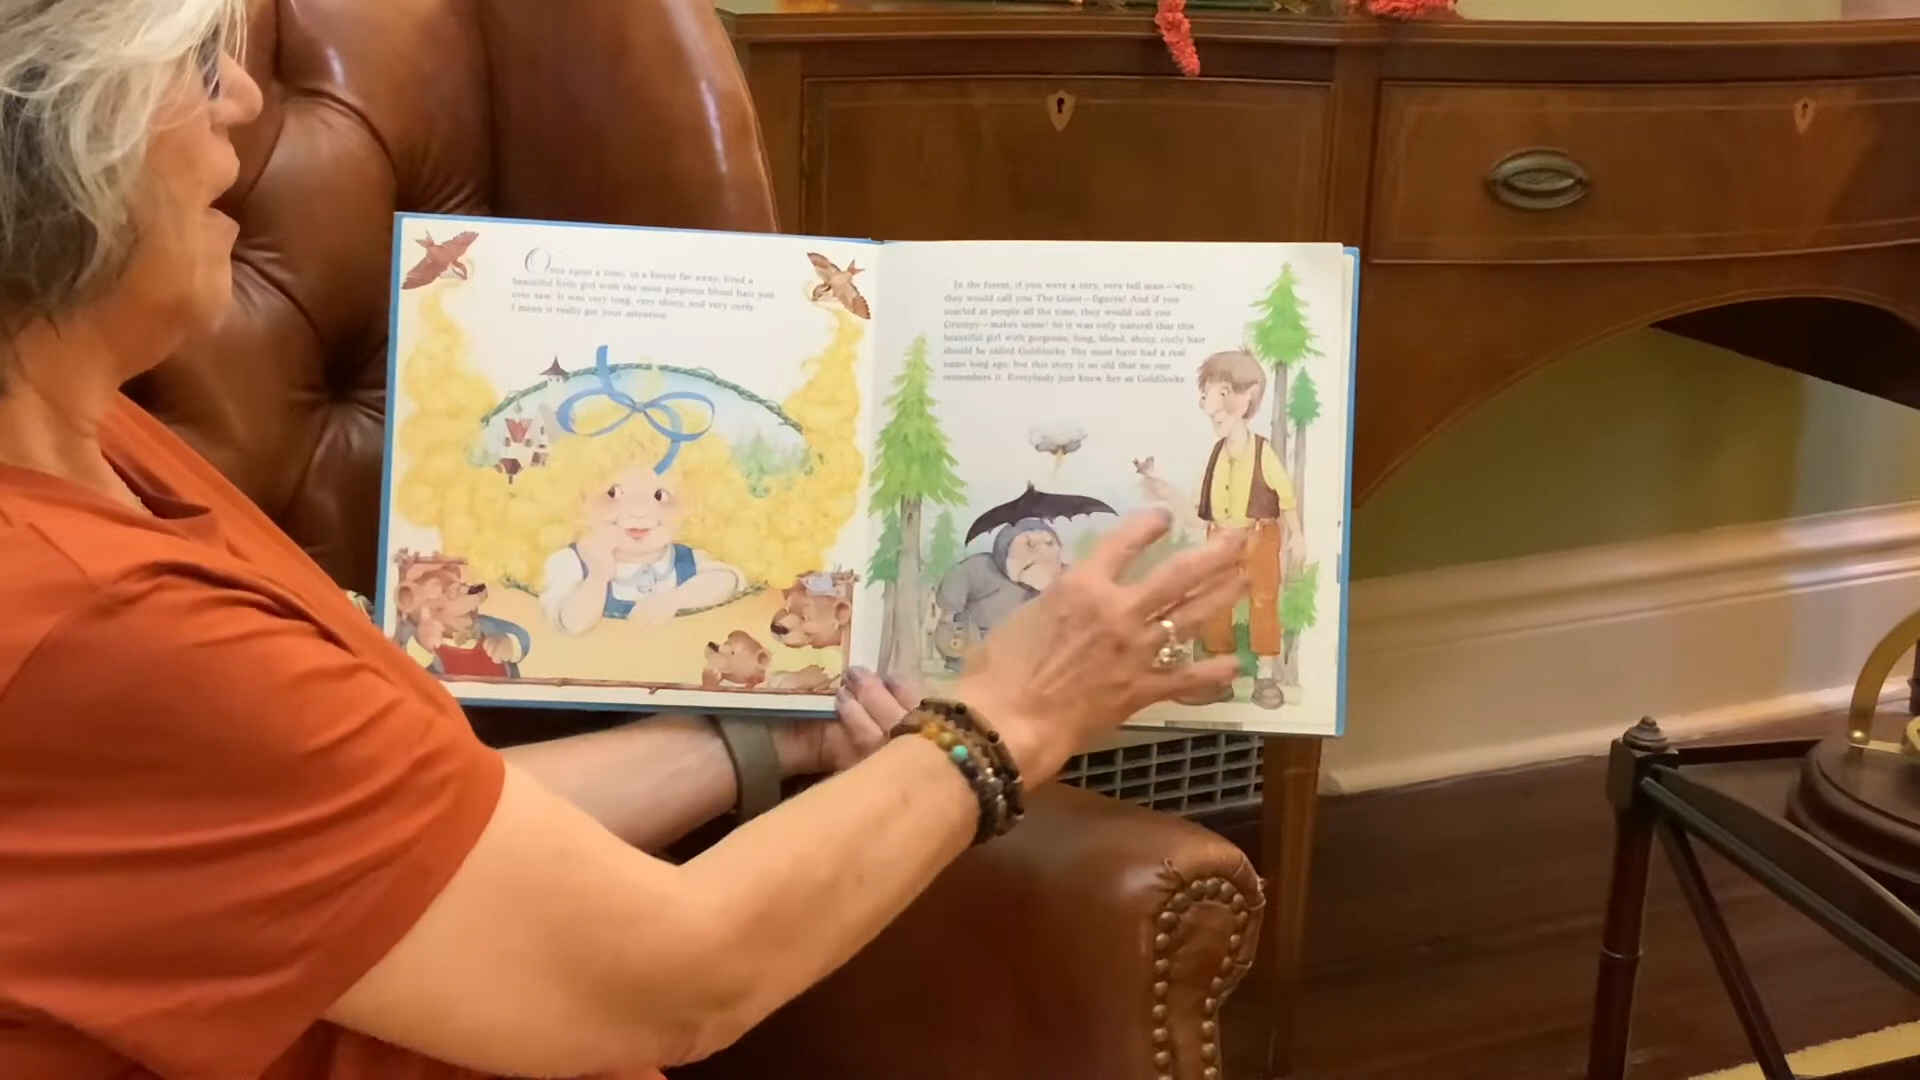 Once upon a time, in a forest far away, lived a
beautiful little girl with the most gorgeous blond hair you
ever saw. It was very long, very shiny, and very curly.
I mean it really got your attention.
In the forest, if you were a very, very tall man—why,
they would call you The Giant—figures! And if you
snarled at people all the time, they would call you
Grumpy—makes sense! So it was only natural that this
beautiful girl with gorgeous, long, blond, shiny, curly hair
should be called Goldilocks. She must have had a real
name long ago, but this story is so old that no one
remembers it. Everybody just knew her as Goldilocks.